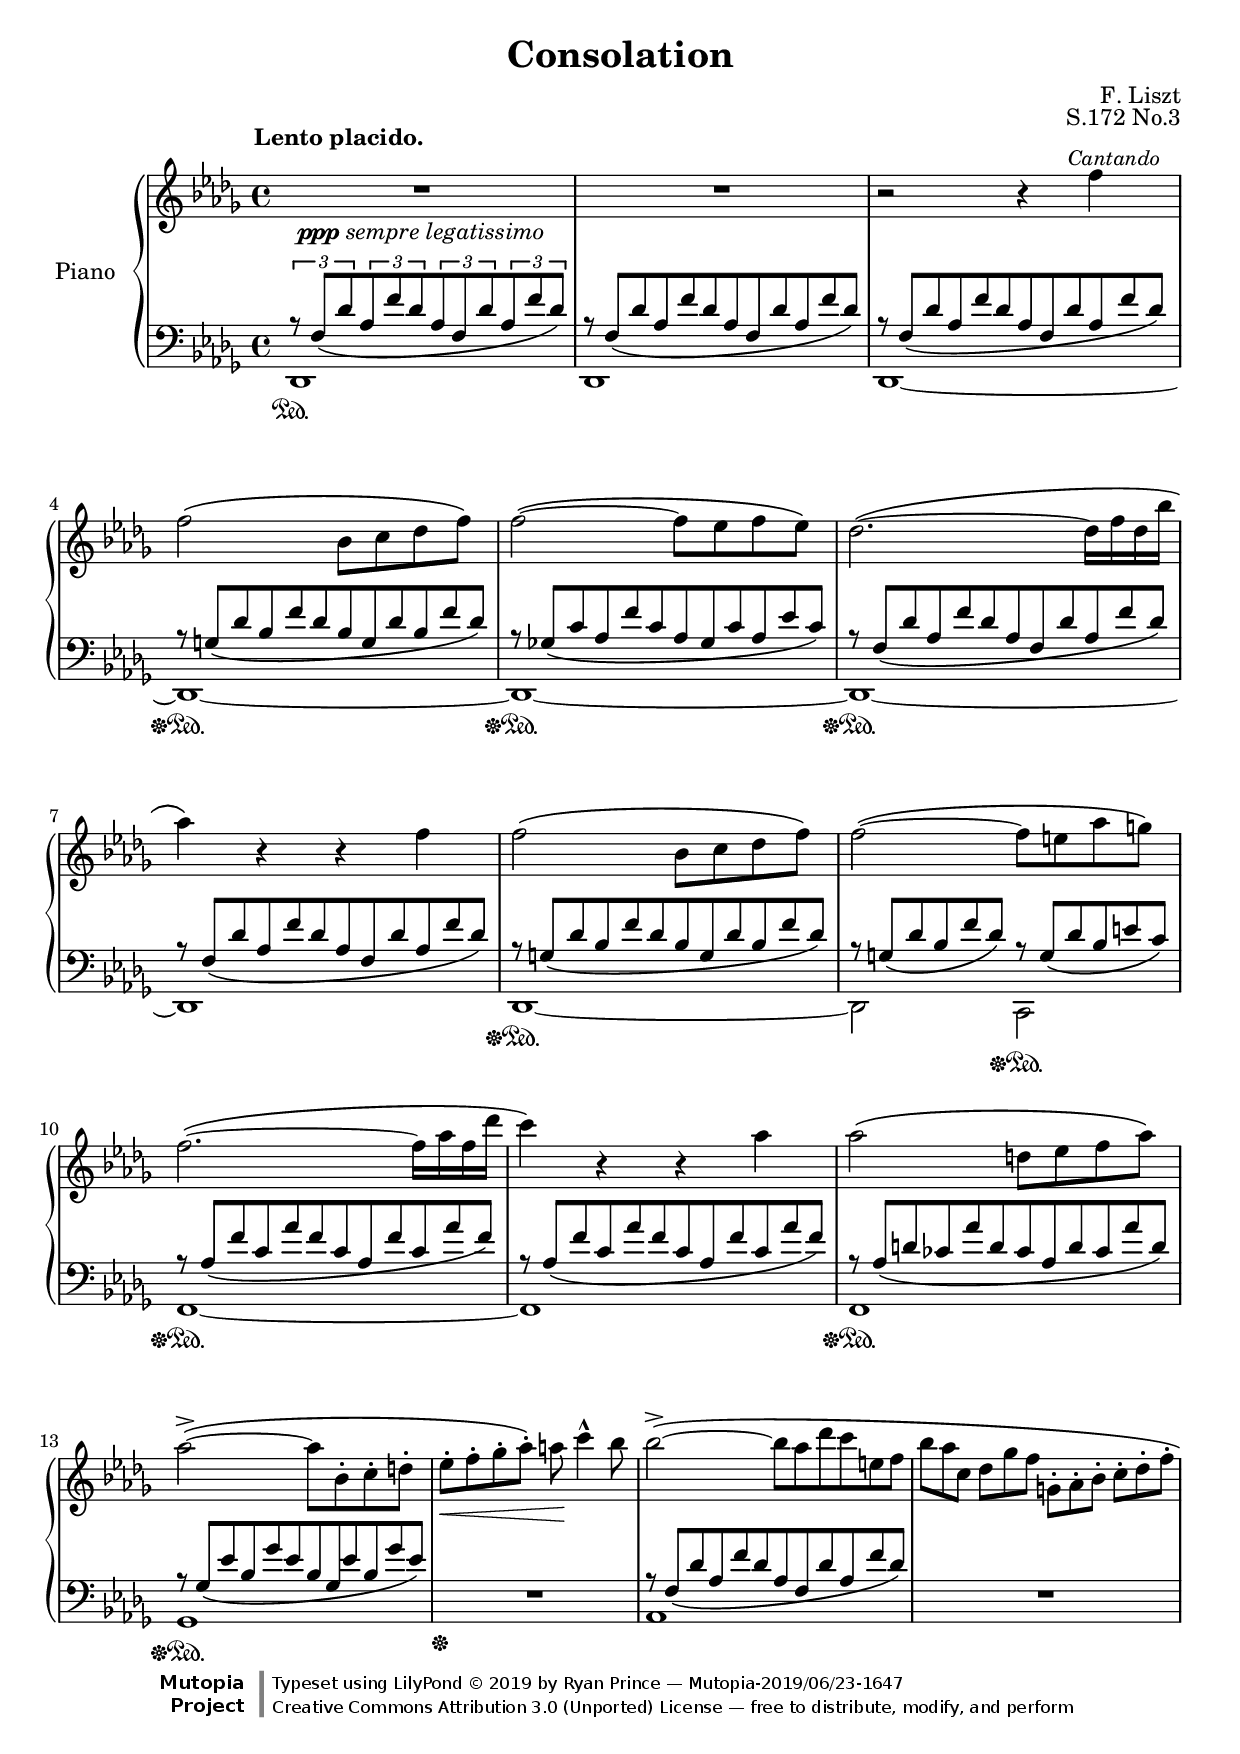 Consolation
F. Liszt
S.172 No.3
Lento placido.
Cantando
ppp sempre legatissimo
Piano
3 3 3 3
Ped.
4
Ped. Ped. Ped.
7
Ped. Ped.
10
Ped. Ped.
13
Ped.
Mutopia Project
Typeset using LilyPond © 2019 by Ryan Prince — Mutopia-2019/06/23-1647
Creative Commons Attribution 3.0 (Unported) License — free to distribute, modify, and perform